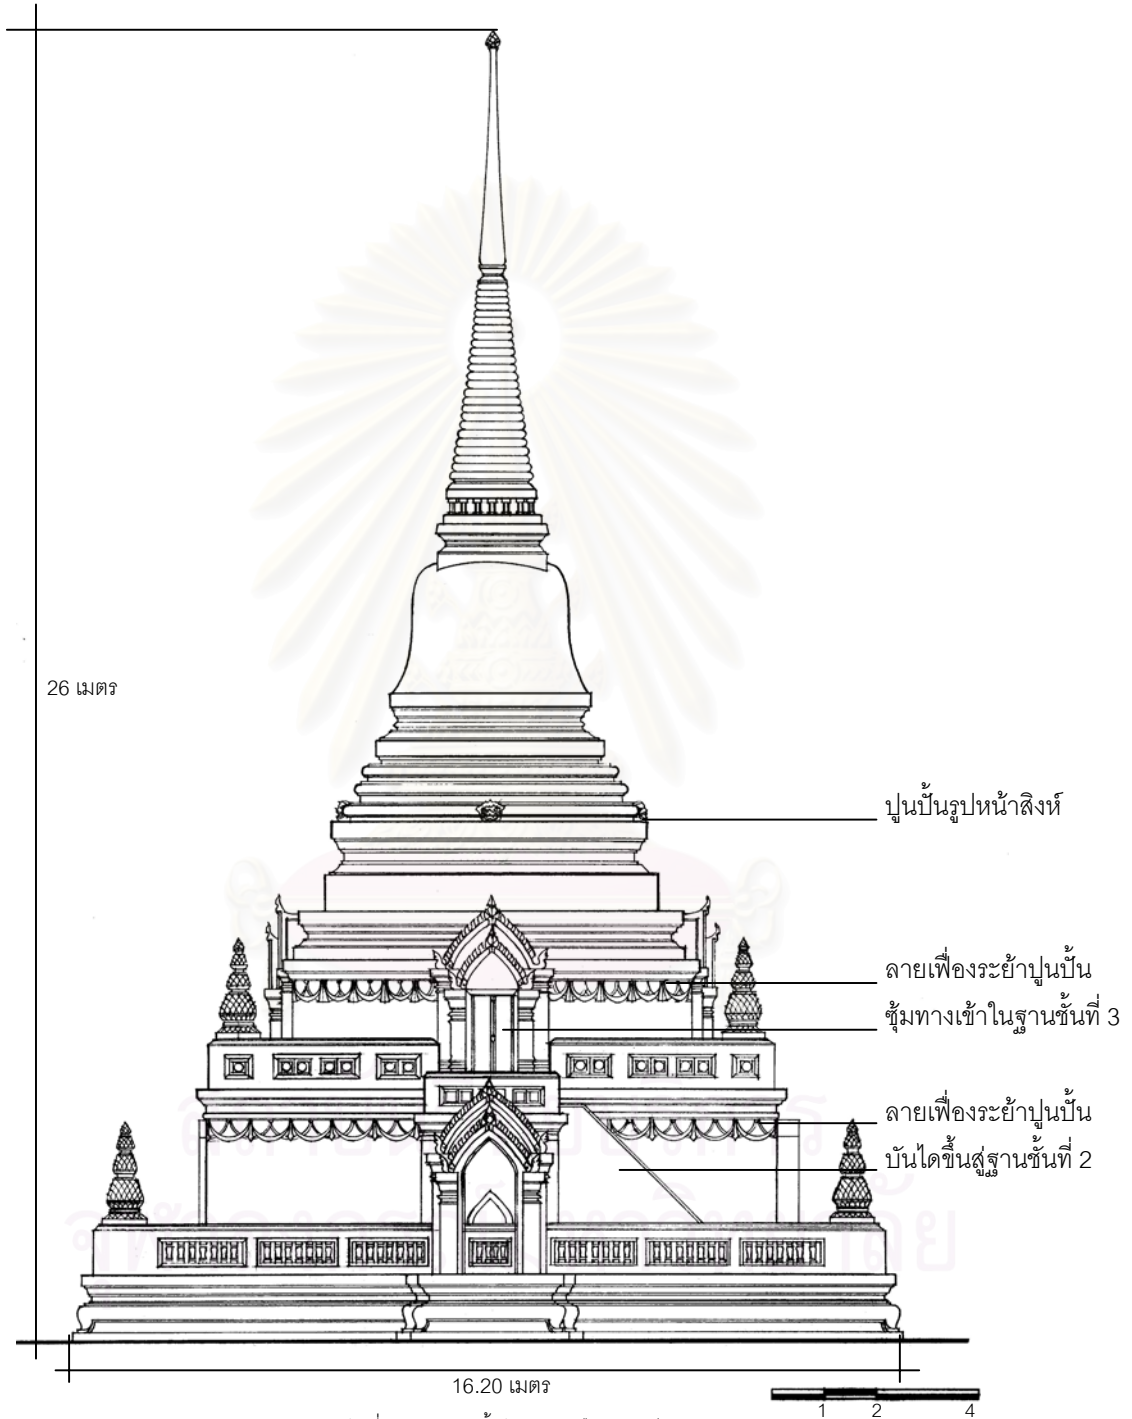 26 เมตร
ปูนปั้นรูปหน้าสิงห์
ลายเฟื่องระย้าปูนปั้น
ซุ้มทางเข้าในฐานชั้นที่ 3
ลายเฟื่องระย้าปูนปั้น
บันไดขึ้นสู่ฐานชั้นที่ 2
16.20 เมตร
1 2 4